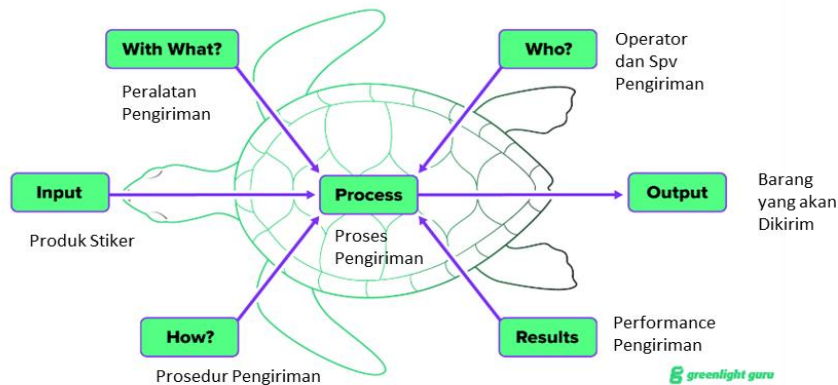 With What?
Peralatan
Pengiriman
Who?
Operator
dan Spv
Pengiriman
Input
Produk Stiker
Process
Proses
Pengiriman
Output
Barang
yang akan
Dikirim
How?
Prosedur Pengiriman
Results
Performance
Pengiriman
greenlight guru